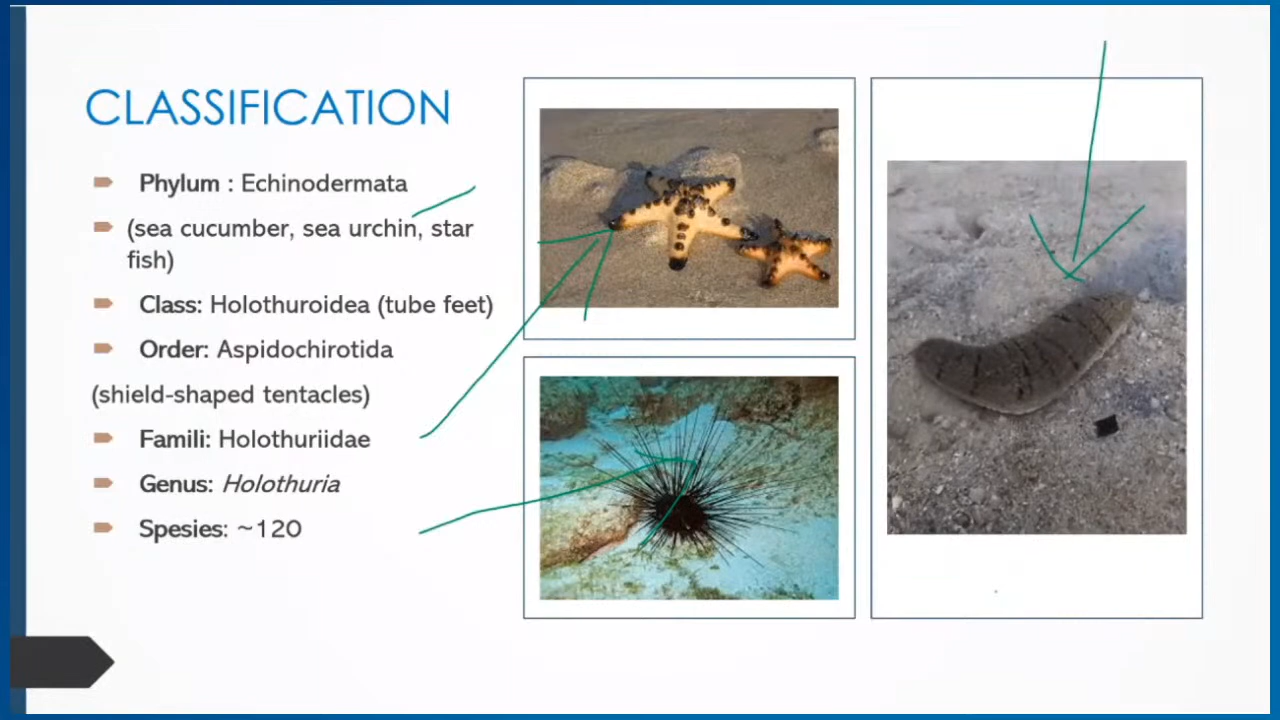 CLASSIFICATION
Phylum : Echinodermata
(sea cucumber, sea urchin, star
fish)
Class: Holothuroidea (tube feet)
Order: Aspidochirotida
(shield-shaped tentacles)
Famili: Holothuriidae
Genus: Holothuria
Spesies: ~120